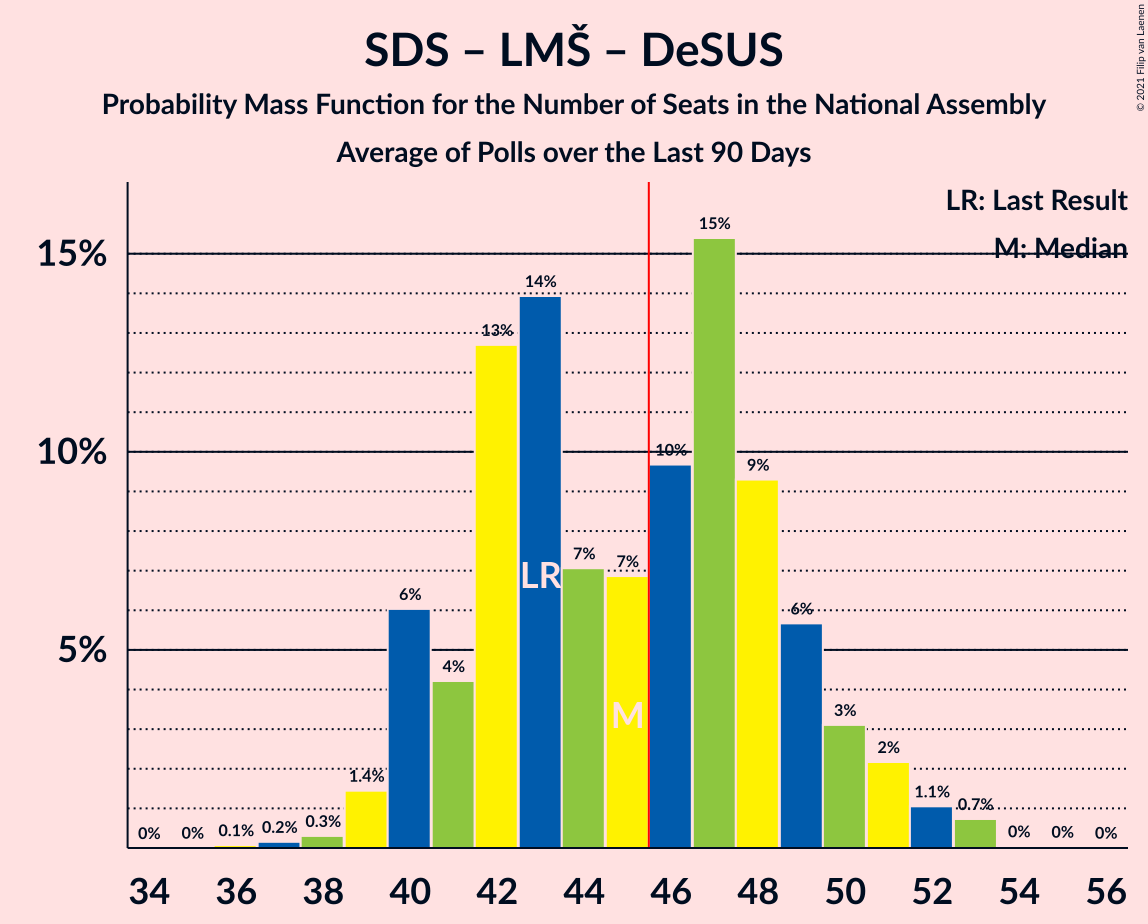 SDS – LMŠ – DeSUS
Probability Mass Function for the Number of Seats in the National Assembly
Average of Polls over the Last 90 Days
© 2021 Filip van Laenen
LR: Last Result
M: Median
15%
10%
5%
0%
0%
0.1%
0.2%
0.3%
1.4%
6%
4%
13%
14%
7%
7%
10%
15%
9%
6%
3%
2%
1.1%
0.7%
0%
0%
0%
LR
M
34 36 38 40 42 44 46 48 50 52 54 56